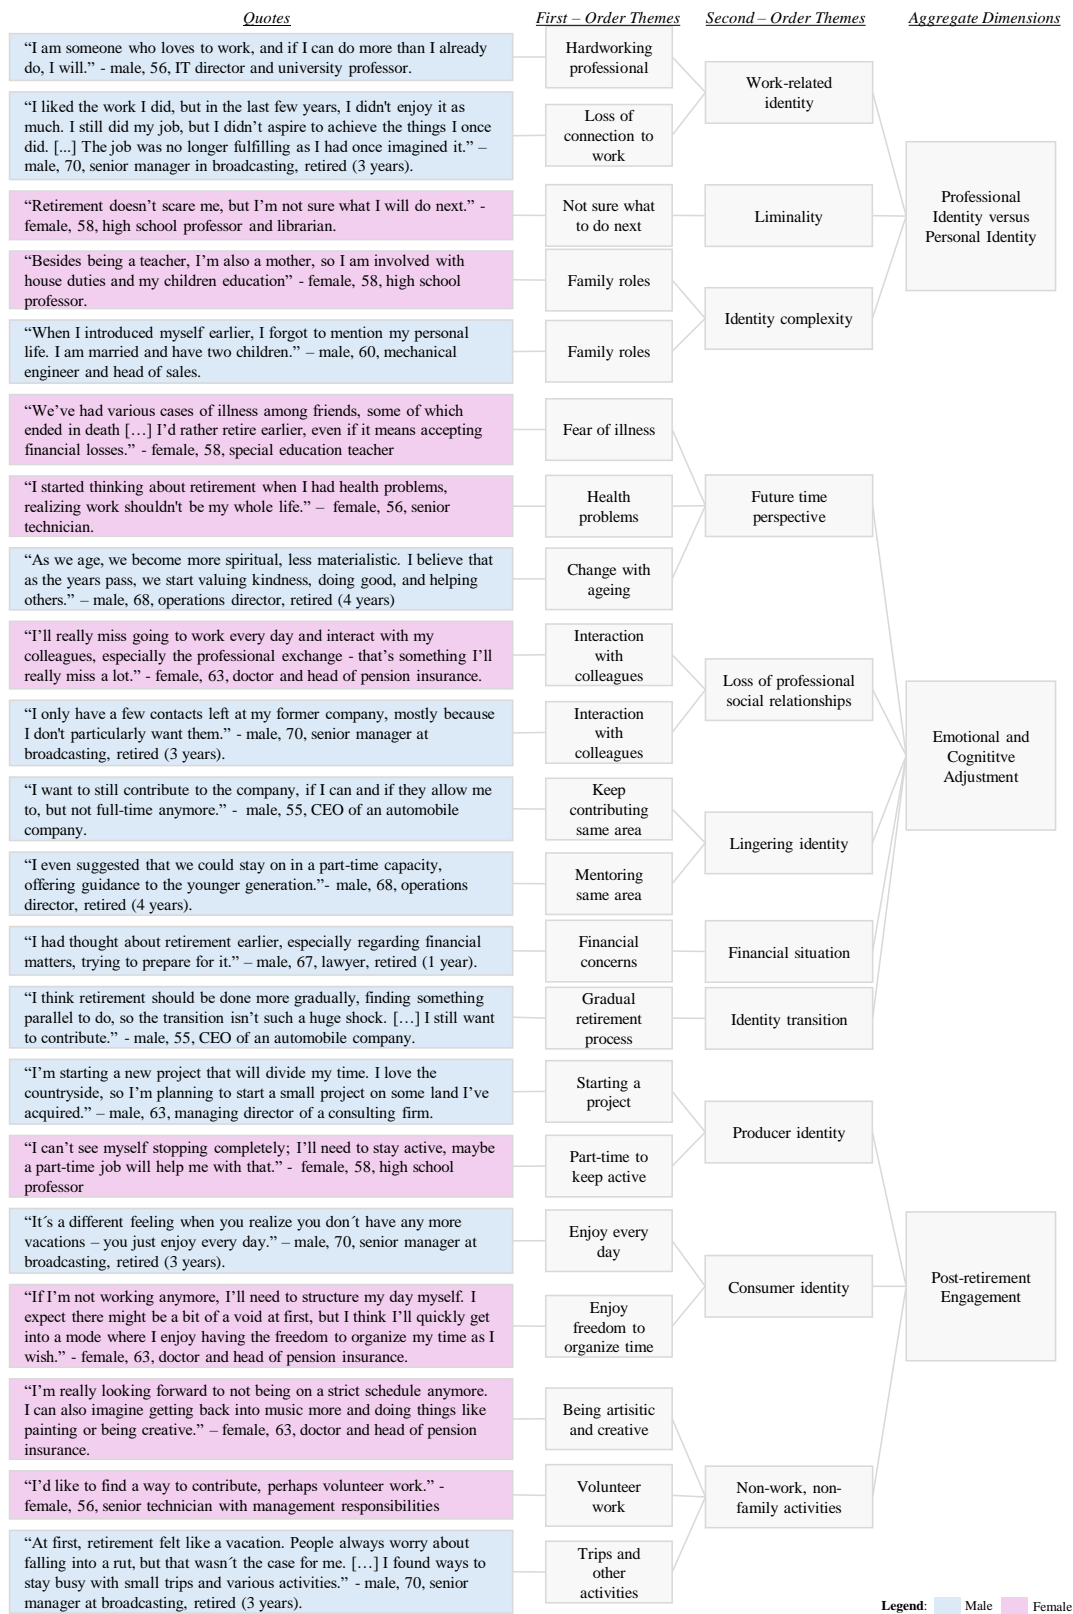 Quotes
First – Order Themes
Second – Order Themes
Aggregate Dimensions
“I am someone who loves to work, and if I can do more than I already
do, I will.” - male, 56, IT director and university professor.
Hardworking
professional
“I liked the work I did, but in the last few years, I didn't enjoy it as
much. I still did my job, but I didn’t aspire to achieve the things I once
did. [...] The job was no longer fulfilling as I had once imagined it.” –
male, 70, senior manager in broadcasting, retired (3 years).
Loss of
connection to
work
Work-related
identity
“Retirement doesn’t scare me, but I’m not sure what I will do next.” -
female, 58, high school professor and librarian.
Not sure what
to do next
Liminality
Professional
Identity versus
Personal Identity
“Besides being a teacher, I’m also a mother, so I am involved with
house duties and my children education” - female, 58, high school
professor.
Family roles
“When I introduced myself earlier, I forgot to mention my personal
life. I am married and have two children.” – male, 60, mechanical
engineer and head of sales.
Family roles
Identity complexity
“We’ve had various cases of illness among friends, some of which
ended in death […] I’d rather retire earlier, even if it means accepting
financial losses.” - female, 58, special education teacher
Fear of illness
“I started thinking about retirement when I had health problems,
realizing work shouldn't be my whole life.” – female, 56, senior
technician.
Health
problems
Future time
perspective
“As we age, we become more spiritual, less materialistic. I believe that
as the years pass, we start valuing kindness, doing good, and helping
others.” – male, 68, operations director, retired (4 years)
Change with
ageing
“I’ll really miss going to work every day and interact with my
colleagues, especially the professional exchange - that’s something I’ll
really miss a lot.” - female, 63, doctor and head of pension insurance.
Interaction
with
colleagues
“I only have a few contacts left at my former company, mostly because
I don't particularly want them.” - male, 70, senior manager at
broadcasting, retired (3 years).
Interaction
with
colleagues
Loss of professional
social relationships
Emotional and
Cognitive
Adjustment
“I want to still contribute to the company, if I can and if they allow me
to, but not full-time anymore.” - male, 55, CEO of an automobile
company.
Keep
contributing
same area
“I even suggested that we could stay on in a part-time capacity,
offering guidance to the younger generation.”- male, 68, operations
director, retired (4 years).
Mentoring
same area
Lingering identity
“I had thought about retirement earlier, especially regarding financial
matters, trying to prepare for it.” – male, 67, lawyer, retired (1 year).
Financial
concerns
Financial situation
“I think retirement should be done more gradually, finding something
parallel to do, so the transition isn’t such a huge shock. […] I still want
to contribute.” - male, 55, CEO of an automobile company.
Gradual
retirement
process
Identity transition
“I’m starting a new project that will divide my time. I love the
countryside, so I’m planning to start a small project on some land I’ve
acquired.” – male, 63, managing director of a consulting firm.
Starting a
project
“I can’t see myself stopping completely; I’ll need to stay active, maybe
a part-time job will help me with that.” - female, 58, high school
professor
Part-time to
keep active
Producer identity
“It´s a different feeling when you realize you don´t have any more
vacations – you just enjoy every day.” – male, 70, senior manager at
broadcasting, retired (3 years).
Enjoy every
day
“If I’m not working anymore, I’ll need to structure my day myself. I
expect there might be a bit of a void at first, but I think I’ll quickly get
into a mode where I enjoy having the freedom to organize my time as I
wish.” - female, 63, doctor and head of pension insurance.
Enjoy
freedom to
organize time
Consumer identity
Post-retirement
Engagement
“I’m really looking forward to not being on a strict schedule anymore.
I can also imagine getting back into music more and doing things like
painting or being creative.” – female, 63, doctor and head of pension
insurance.
Being artisitic
and creative
“I’d like to find a way to contribute, perhaps volunteer work.” -
female, 56, senior technician with management responsibilities
Volunteer
work
Non-work, non-
family activities
“At first, retirement felt like a vacation. People always worry about
falling into a rut, but that wasn´t the case for me. […] I found ways to
stay busy with small trips and various activities.” - male, 70, senior
manager at broadcasting, retired (3 years).
Trips and
other
activities
Legend: Male Female